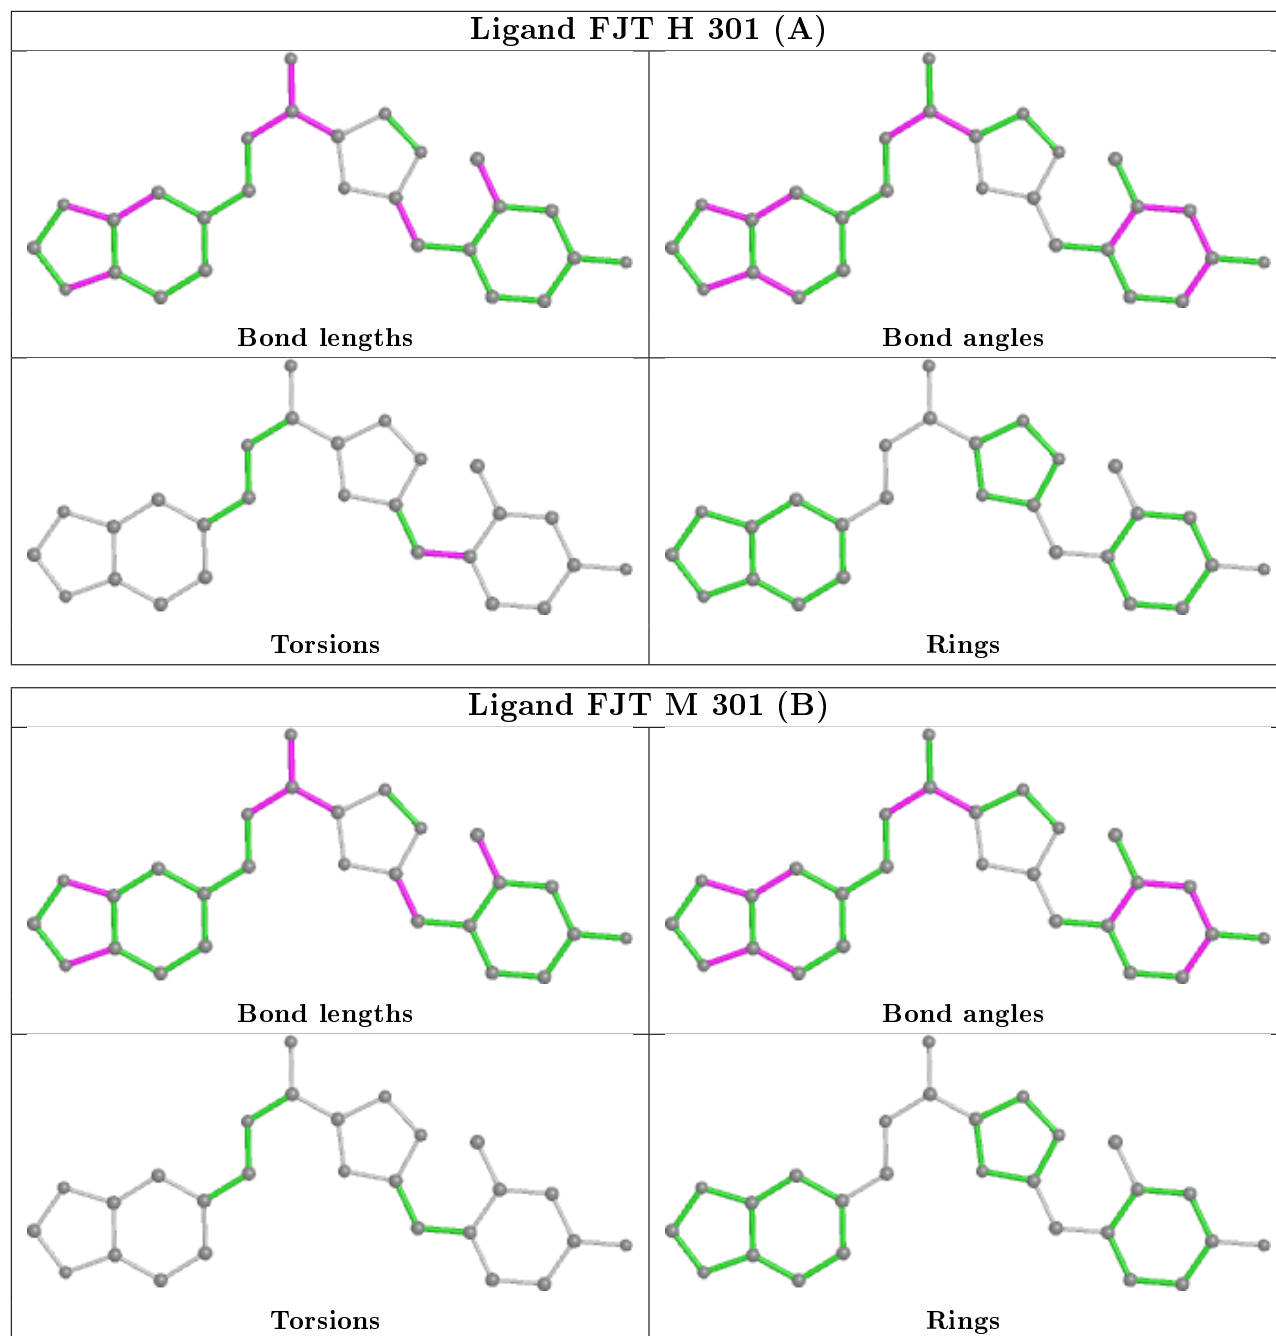 Ligand FJT H 301 (A)
Bond lengths
Bond angles
Torsions
Rings
Ligand FJT M 301 (B)
Bond lengths
Bond angles
Torsions
Rings